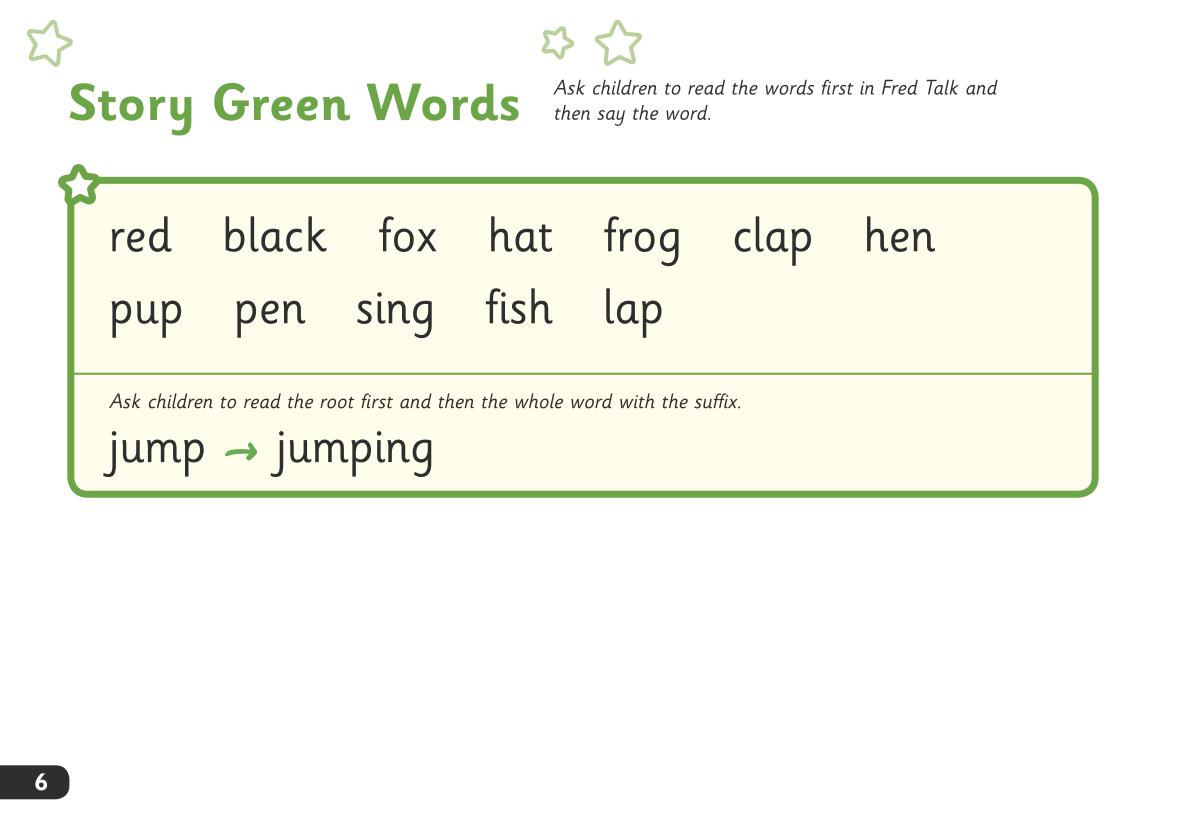 Story Green Words
Ask children to read the words first in Fred Talk and
then say the word.
red black fox hat frog clap hen
pup pen sing fish lap
Ask children to read the root first and then the whole word with the suffix.
jump → jumping
6